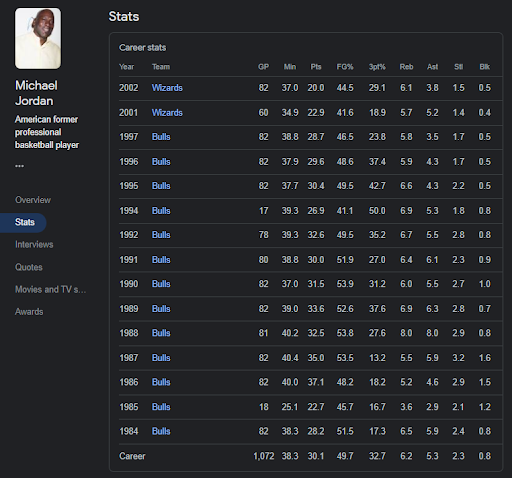 Stats
Michael
Jordan
American former
professional
basketball player
•••
Overview
Stats
Interviews
Quotes
Movies and TV s...
Awards
Career stats
Year Team GP Min Pts FG% 3pt% Reb Ast Stl Blk
2002 Wizards 82 37.0 20.0 44.5 29.1 6.1 3.8 1.5 0.5
2001 Wizards 60 34.9 22.9 41.6 18.9 5.7 5.2 1.4 0.4
1997 Bulls 82 38.8 28.7 46.5 23.8 5.8 3.5 1.7 0.5
1996 Bulls 82 37.9 29.6 48.6 37.4 5.9 4.3 1.7 0.5
1995 Bulls 82 37.7 30.4 49.5 42.7 6.6 4.3 2.2 0.5
1994 Bulls 17 39.3 26.9 41.1 50.0 6.9 5.3 1.8 0.8
1992 Bulls 78 39.3 32.6 49.5 35.2 6.7 5.5 2.8 0.8
1991 Bulls 80 38.8 30.0 51.9 27.0 6.4 6.1 2.3 0.9
1990 Bulls 82 37.0 31.5 53.9 31.2 6.0 5.5 2.7 1.0
1989 Bulls 82 39.0 33.6 52.6 37.6 6.9 6.3 2.8 0.7
1988 Bulls 81 40.2 32.5 53.8 27.6 8.0 8.0 2.9 0.8
1987 Bulls 82 40.4 35.0 53.5 13.2 5.5 5.9 3.2 1.6
1986 Bulls 82 40.0 37.1 48.2 18.2 5.2 4.6 2.9 1.5
1985 Bulls 18 25.1 22.7 45.7 16.7 3.6 2.9 2.1 1.2
1984 Bulls 82 38.3 28.2 51.5 17.3 6.5 5.9 2.4 0.8
Career 1,072 38.3 30.1 49.7 32.7 6.2 5.3 2.3 0.8